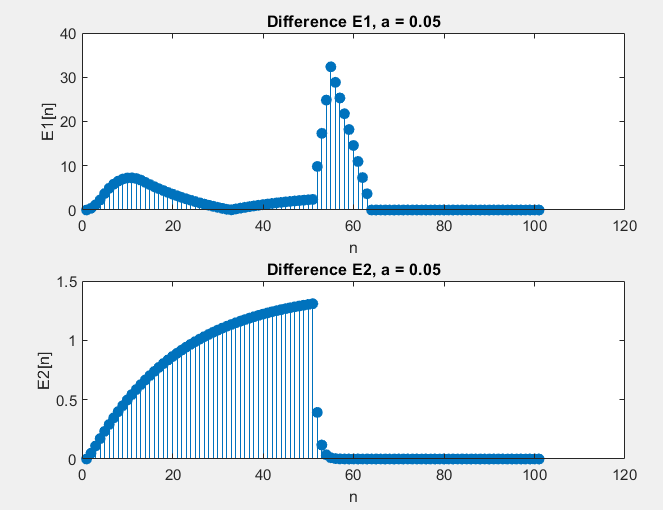 Difference E1, a = 0.05
40
30
20
10
0
E1[n]
0 20 40 60 80 100 120
n
Difference E2, a = 0.05
1.5
1
0.5
0
E2[n]
0 20 40 60 80 100 120
n